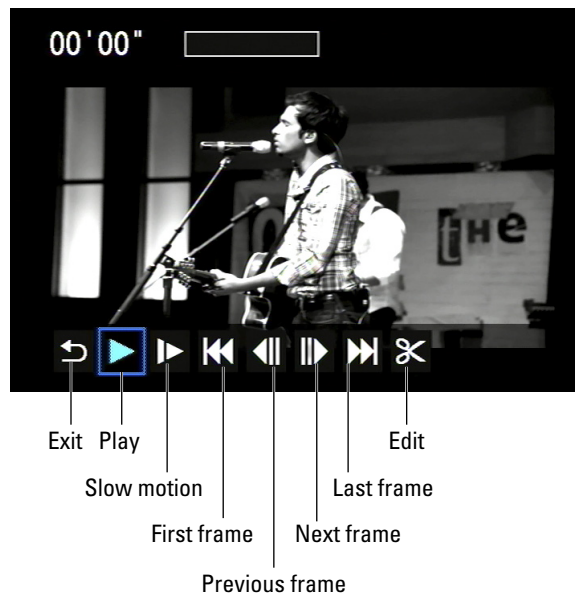 00'00"
the
Exit
Play
Slow motion
First frame
Previous frame
Next frame
Last frame
Edit